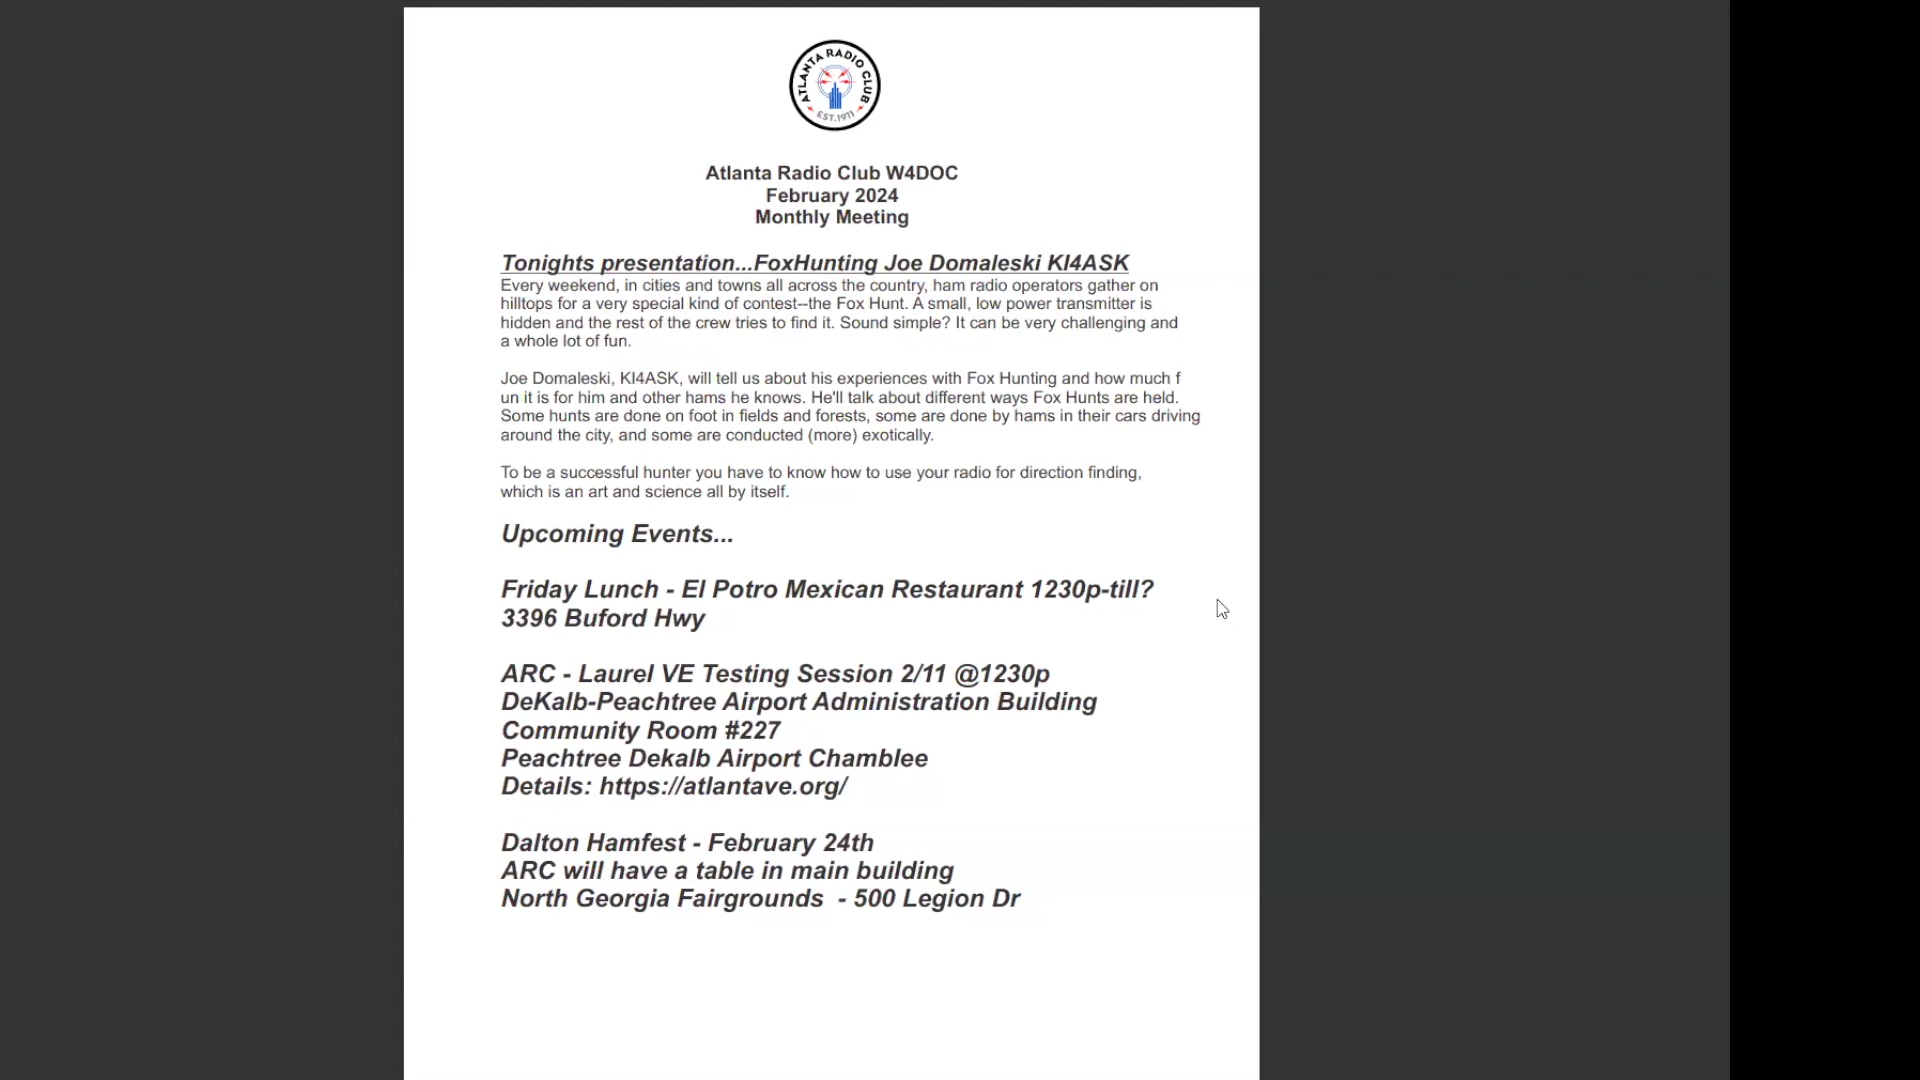 ATLANTA RADIO CLUB
EST.1911
Atlanta Radio Club W4DOC
February 2024
Monthly Meeting
Tonights presentation...FoxHunting Joe Domaleski KI4ASK
Every weekend, in cities and towns all across the country, ham radio operators gather on
hilltops for a very special kind of contest--the Fox Hunt. A small, low power transmitter is
hidden and the rest of the crew tries to find it. Sound simple? It can be very challenging and
a whole lot of fun.
Joe Domaleski, KI4ASK, will tell us about his experiences with Fox Hunting and how much f
un it is for him and other hams he knows. He'll talk about different ways Fox Hunts are held.
Some hunts are done on foot in fields and forests, some are done by hams in their cars driving
around the city, and some are conducted (more) exotically.
To be a successful hunter you have to know how to use your radio for direction finding,
which is an art and science all by itself.
Upcoming Events...
Friday Lunch - El Potro Mexican Restaurant 1230p-till?
3396 Buford Hwy
ARC - Laurel VE Testing Session 2/11 @1230p
DeKalb-Peachtree Airport Administration Building
Community Room #227
Peachtree Dekalb Airport Chamblee
Details: https://atlantave.org/
Dalton Hamfest - February 24th
ARC will have a table in main building
North Georgia Fairgrounds  - 500 Legion Dr